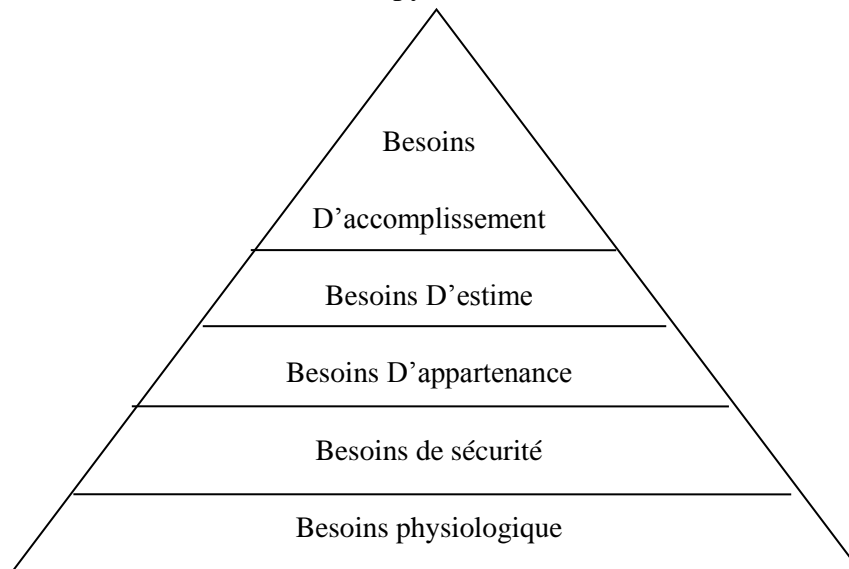 Besoins
D’accomplissement
Besoins D’estime
Besoins D’appartenance
Besoins de sécurité
Besoins physiologique